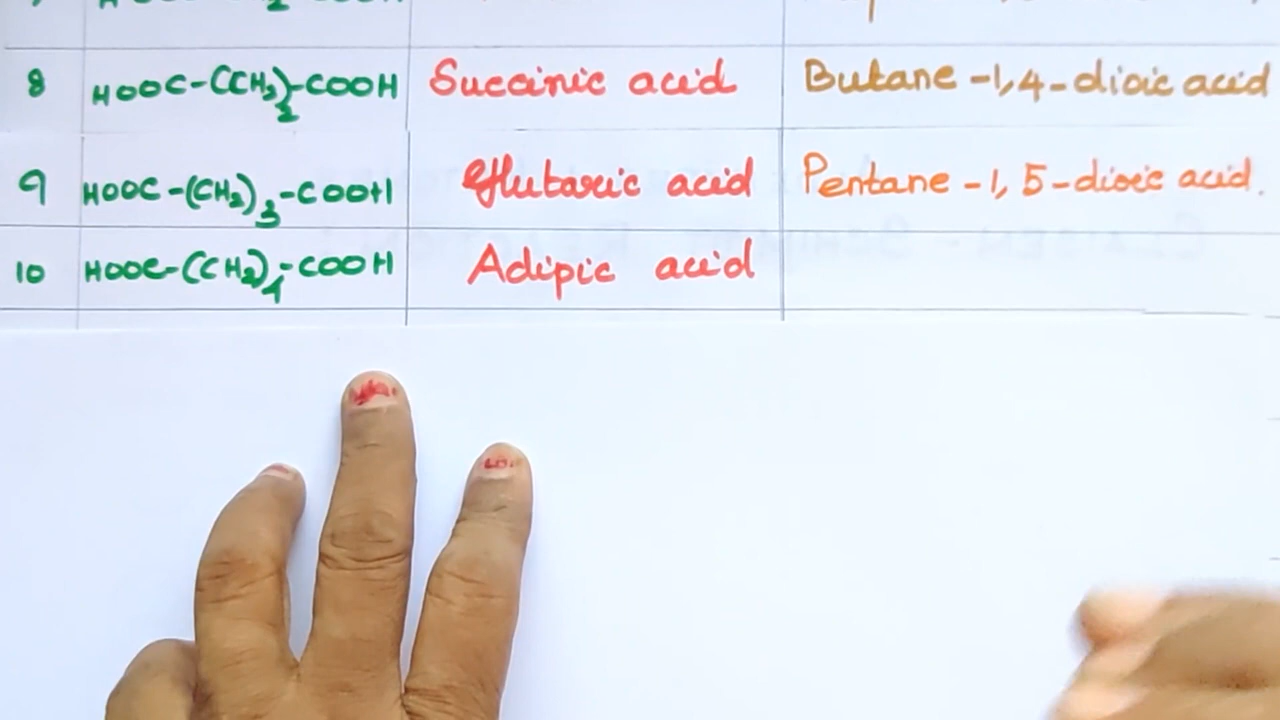 8 HOOC-(CH₂)₂-COOH Succinic acid Butane -1,4-dioic acid
9 HOOC-(CH₂)₃-COOH Glutaric acid Pentane -1,5-dioic acid.
10 HOOC-(CH₂)₄-COOH Adipic acid